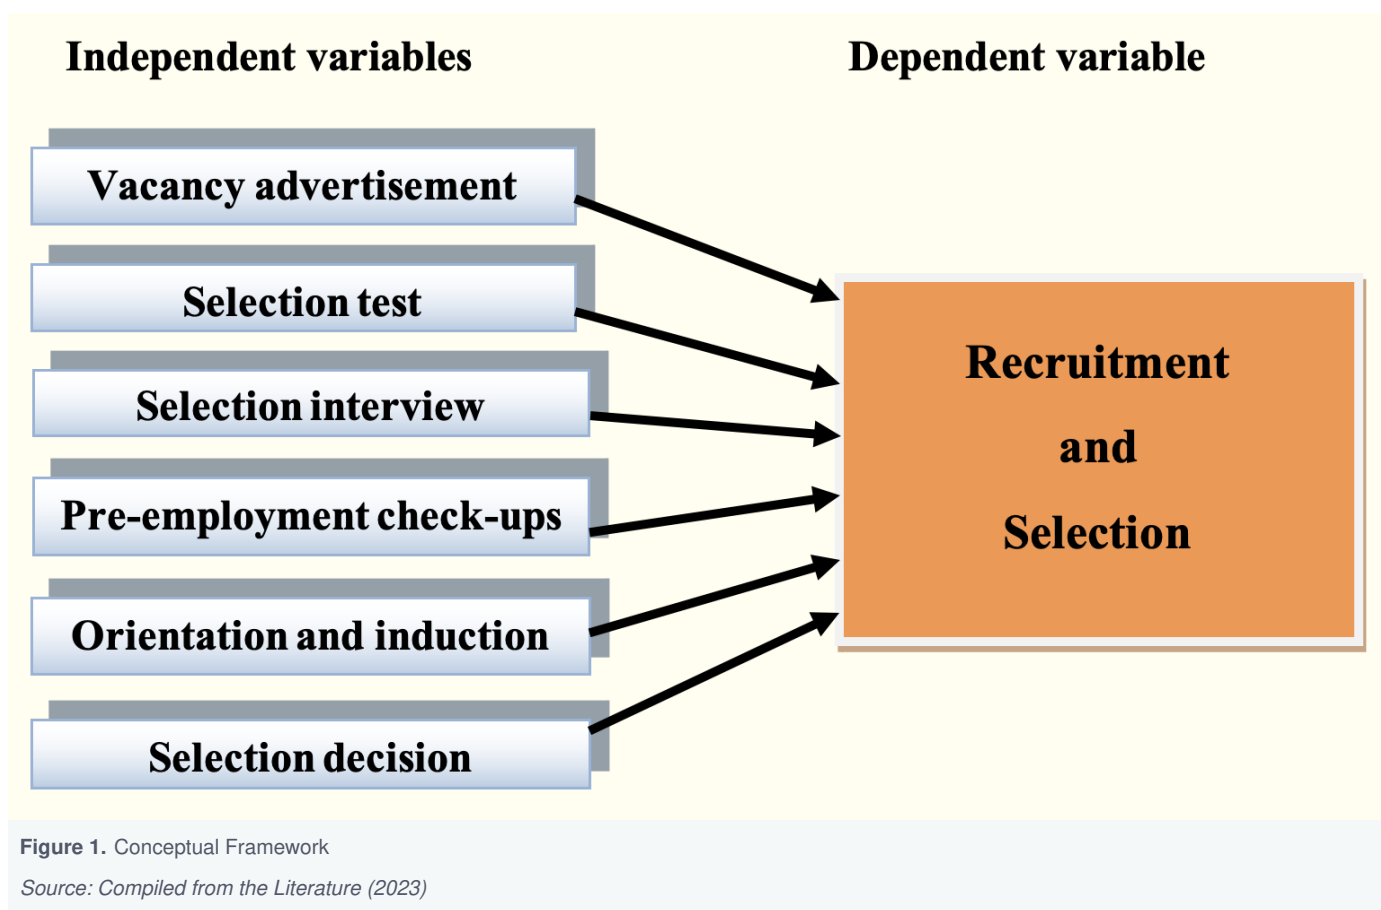 Independent variables
Dependent variable
Vacancy advertisement
Selection test
Selection interview
Pre-employment check-ups
Orientation and induction
Selection decision
Recruitment
and
Selection
Figure 1. Conceptual Framework
Source: Compiled from the Literature (2023)